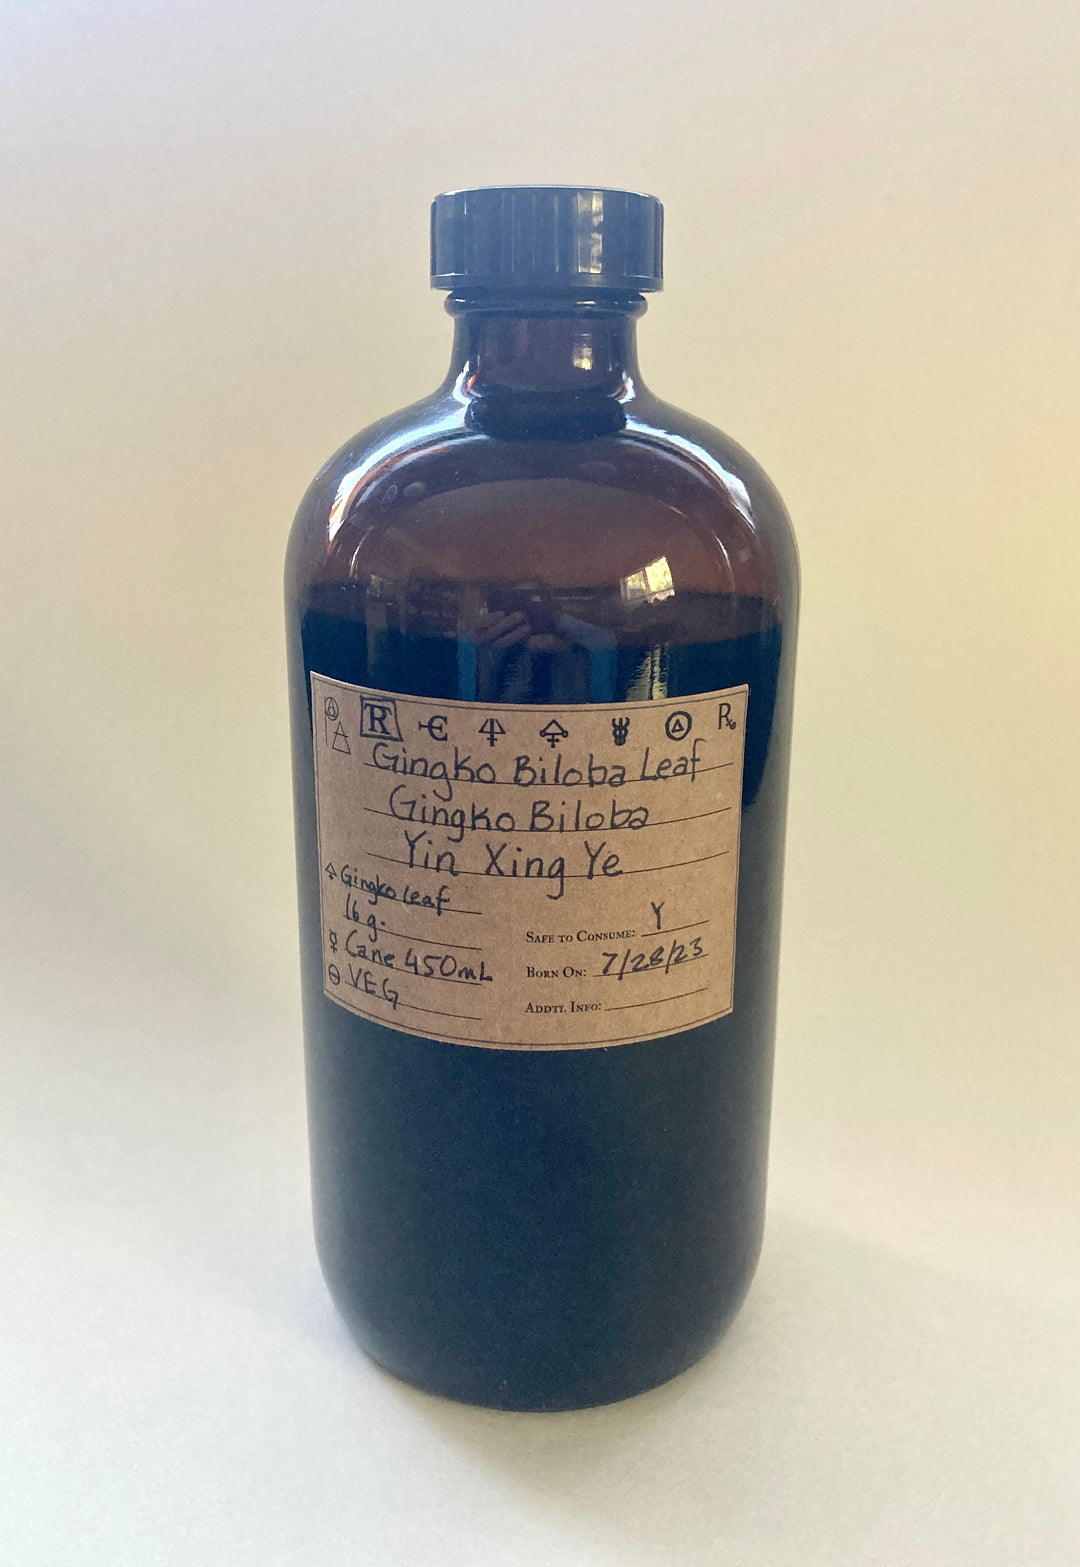 R ℞
Gingko Biloba Leaf
Gingko Biloba
Yin Xing Ye
Gingko leaf
16 g.
Cane 450mL
VEG
SAFE TO CONSUME: Y
BORN ON: 7/28/23
ADDTL INFO: